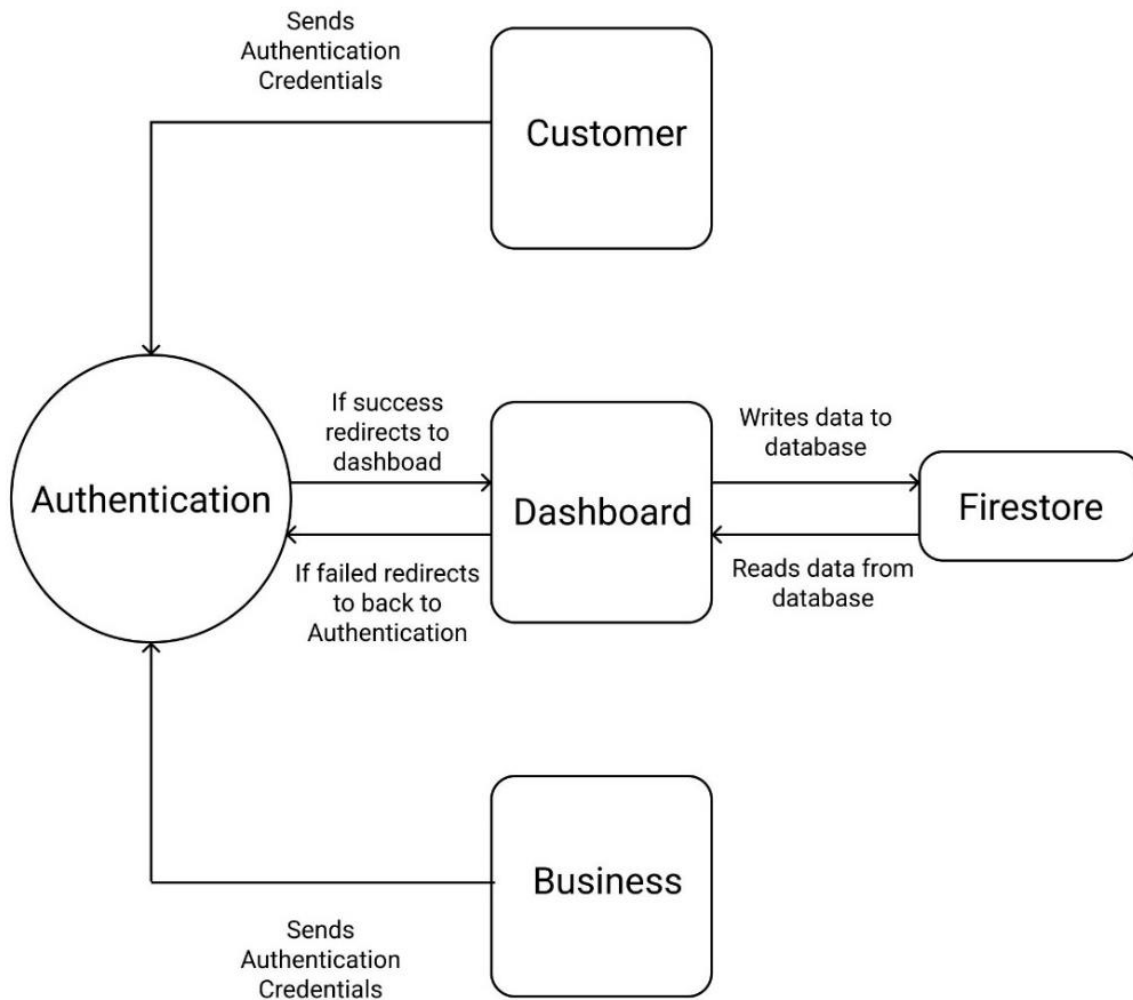 Sends
Authentication
Credentials
Customer
If success
redirects to
dashboad
Writes data to
database
Authentication
Dashboard
Firestore
If failed redirects
to back to
Authentication
Reads data from
database
Business
Sends
Authentication
Credentials